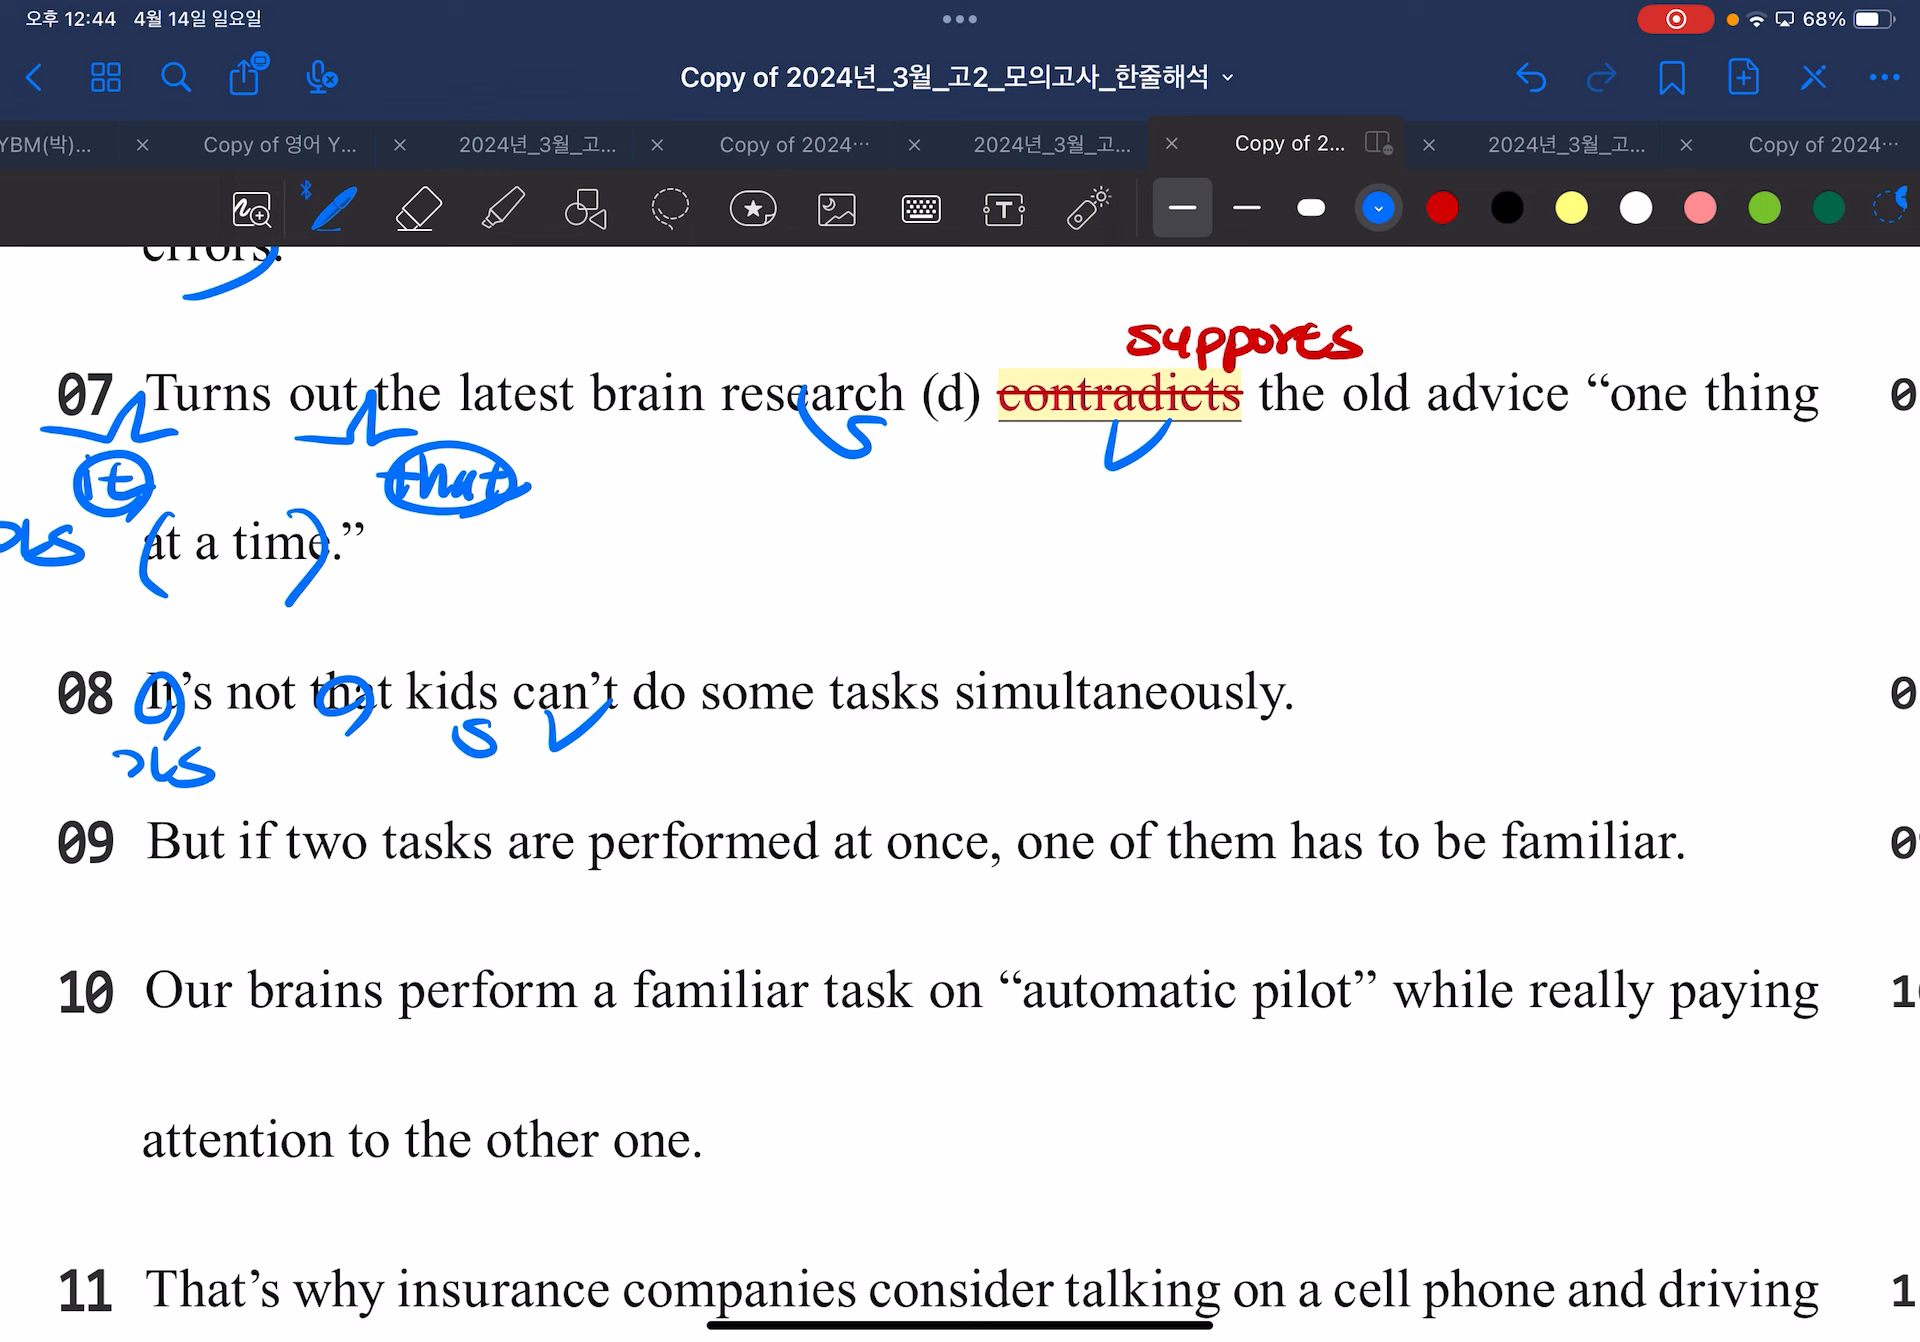 오후 12:44 4월 14일 일요일
68%
Copy of 2024년_3월_고2_모의고사_한줄해석
YBM(박)... Copy of 영어 Y... 2024년_3월_고... Copy of 2024... 2024년_3월_고... Copy of 2... 2024년_3월_고... Copy of 2024...
errors.
supports
07 Turns out the latest brain research (d) contradicts the old advice “one thing
S V
it that
at a time.”
08 It’s not that kids can’t do some tasks simultaneously.
S V
09 But if two tasks are performed at once, one of them has to be familiar.
10 Our brains perform a familiar task on “automatic pilot” while really paying
attention to the other one.
11 That’s why insurance companies consider talking on a cell phone and driving